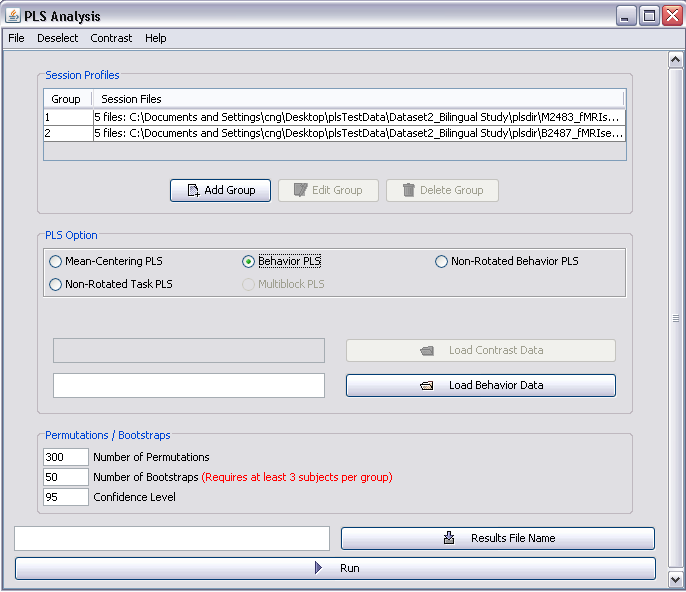 PLS Analysis
File Deselect Contrast Help
Session Profiles
Group Session Files
1 5 files: C:\Documents and Settings\cng\Desktop\plsTestData\Dataset2_Bilingual Study\plsdir\M2483_fMRIs...
2 5 files: C:\Documents and Settings\cng\Desktop\plsTestData\Dataset2_Bilingual Study\plsdir\B2487_fMRIse...
Add Group Edit Group Delete Group
PLS Option
Mean-Centering PLS Behavior PLS Non-Rotated Behavior PLS
Non-Rotated Task PLS Multiblock PLS
Load Contrast Data
Load Behavior Data
Permutations / Bootstraps
300 Number of Permutations
50 Number of Bootstraps (Requires at least 3 subjects per group)
95 Confidence Level
Results File Name
Run